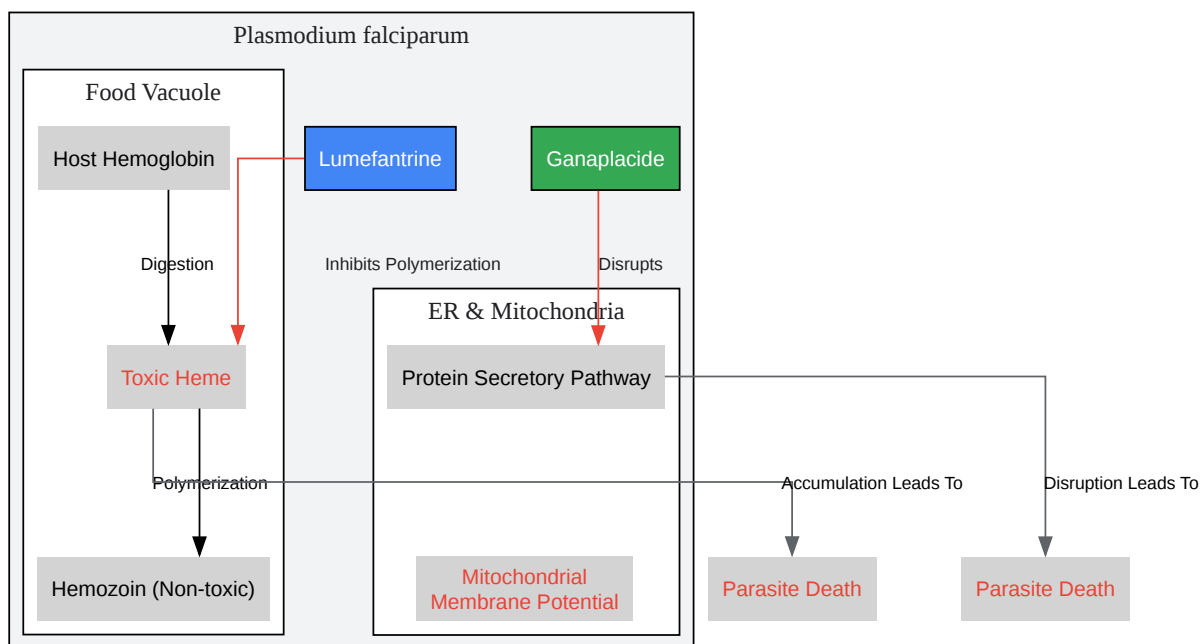 Plasmodium falciparum
Food Vacuole
Host Hemoglobin
Lumefantrine
Ganaplacide
Digestion
Inhibits Polymerization
Disrupts
ER & Mitochondria
Toxic Heme
Protein Secretory Pathway
Polymerization
Accumulation Leads To
Disruption Leads To
Hemozoin (Non-toxic)
Mitochondrial
Membrane Potential
Parasite Death
Parasite Death